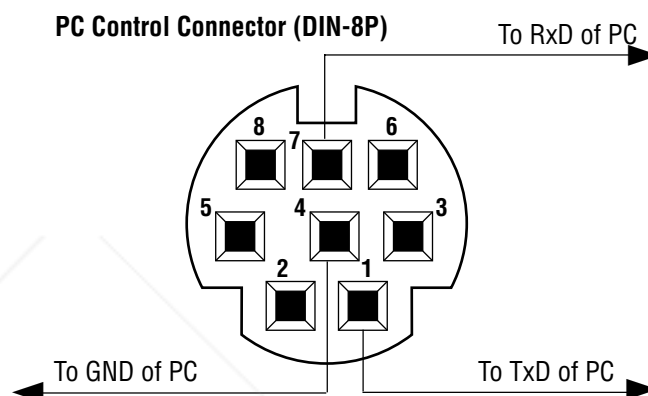 PC Control Connector (DIN-8P)
To RxD of PC
8 7 6
5 4 3
2 1
To GND of PC
To TxD of PC